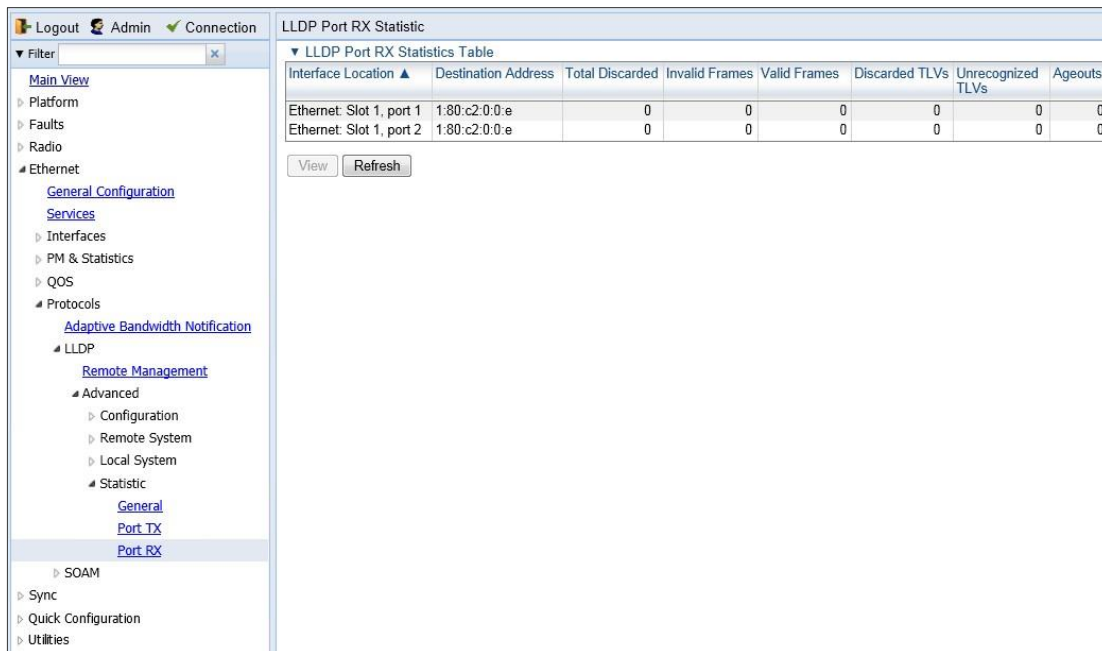 Logout Admin Connection
▼ Filter
Main View
Platform
Faults
Radio
Ethernet
General Configuration
Services
Interfaces
PM & Statistics
QOS
Protocols
Adaptive Bandwidth Notification
LLDP
Remote Management
Advanced
Configuration
Remote System
Local System
Statistic
General
Port TX
Port RX
SOAM
Sync
Quick Configuration
Utilities
LLDP Port RX Statistic
▼ LLDP Port RX Statistics Table
Interface Location ▲ Destination Address Total Discarded Invalid Frames Valid Frames Discarded TLVs Unrecognized TLVs Ageouts
Ethernet: Slot 1, port 1 1:80:c2:0:0:e 0 0 0 0 0 0
Ethernet: Slot 1, port 2 1:80:c2:0:0:e 0 0 0 0 0 0
View Refresh